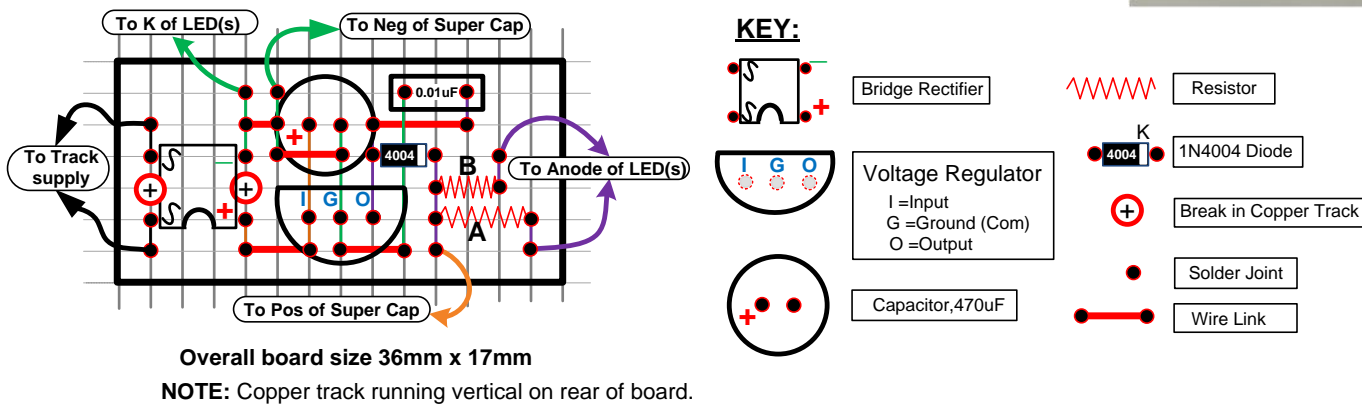 To K of LED(s)
To Neg of Super Cap
0.01uF
To Track
supply
4004
B
To Anode of LED(s)
I G O
A
To Pos of Super Cap
Overall board size 36mm x 17mm
NOTE: Copper track running vertical on rear of board.
KEY:
Bridge Rectifier
I G O
Voltage Regulator
I =Input
G =Ground (Com)
O =Output
Capacitor,470uF
Resistor
K
4004
1N4004 Diode
Break in Copper Track
Solder Joint
Wire Link